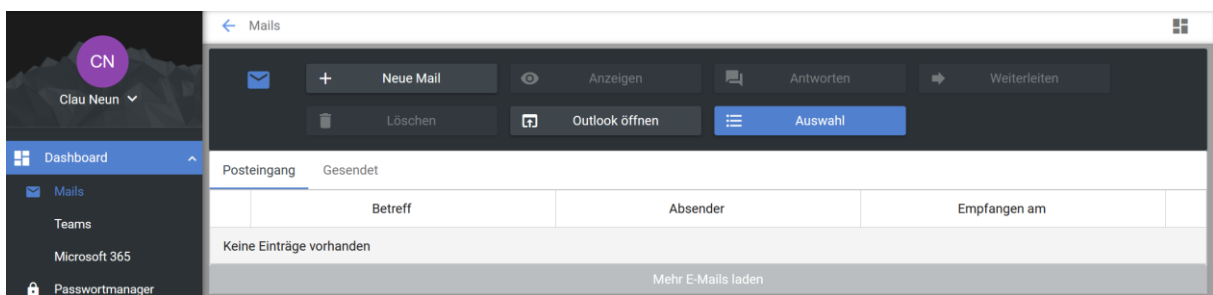 Mails
CN
Clau Neun
Neue Mail
Anzeigen
Antworten
Weiterleiten
Löschen
Outlook öffnen
Auswahl
Dashboard
Mails
Teams
Microsoft 365
Passwortmanager
Posteingang Gesendet
Betreff Absender Empfangen am
Keine Einträge vorhanden
Mehr E-Mails laden